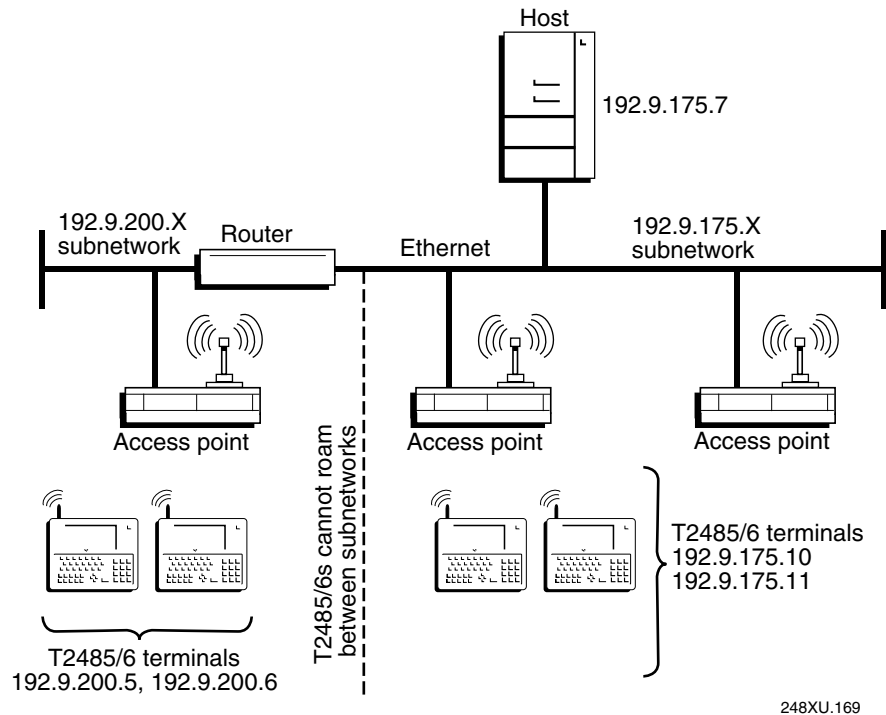 Host
192.9.175.7
192.9.200.X
subnetwork
Router
Ethernet
192.9.175.X
subnetwork
Access point
Access point
Access point
T2485/6s cannot roam
between subnetworks
T2485/6 terminals
192.9.175.10
192.9.175.11
T2485/6 terminals
192.9.200.5, 192.9.200.6
248XU.169